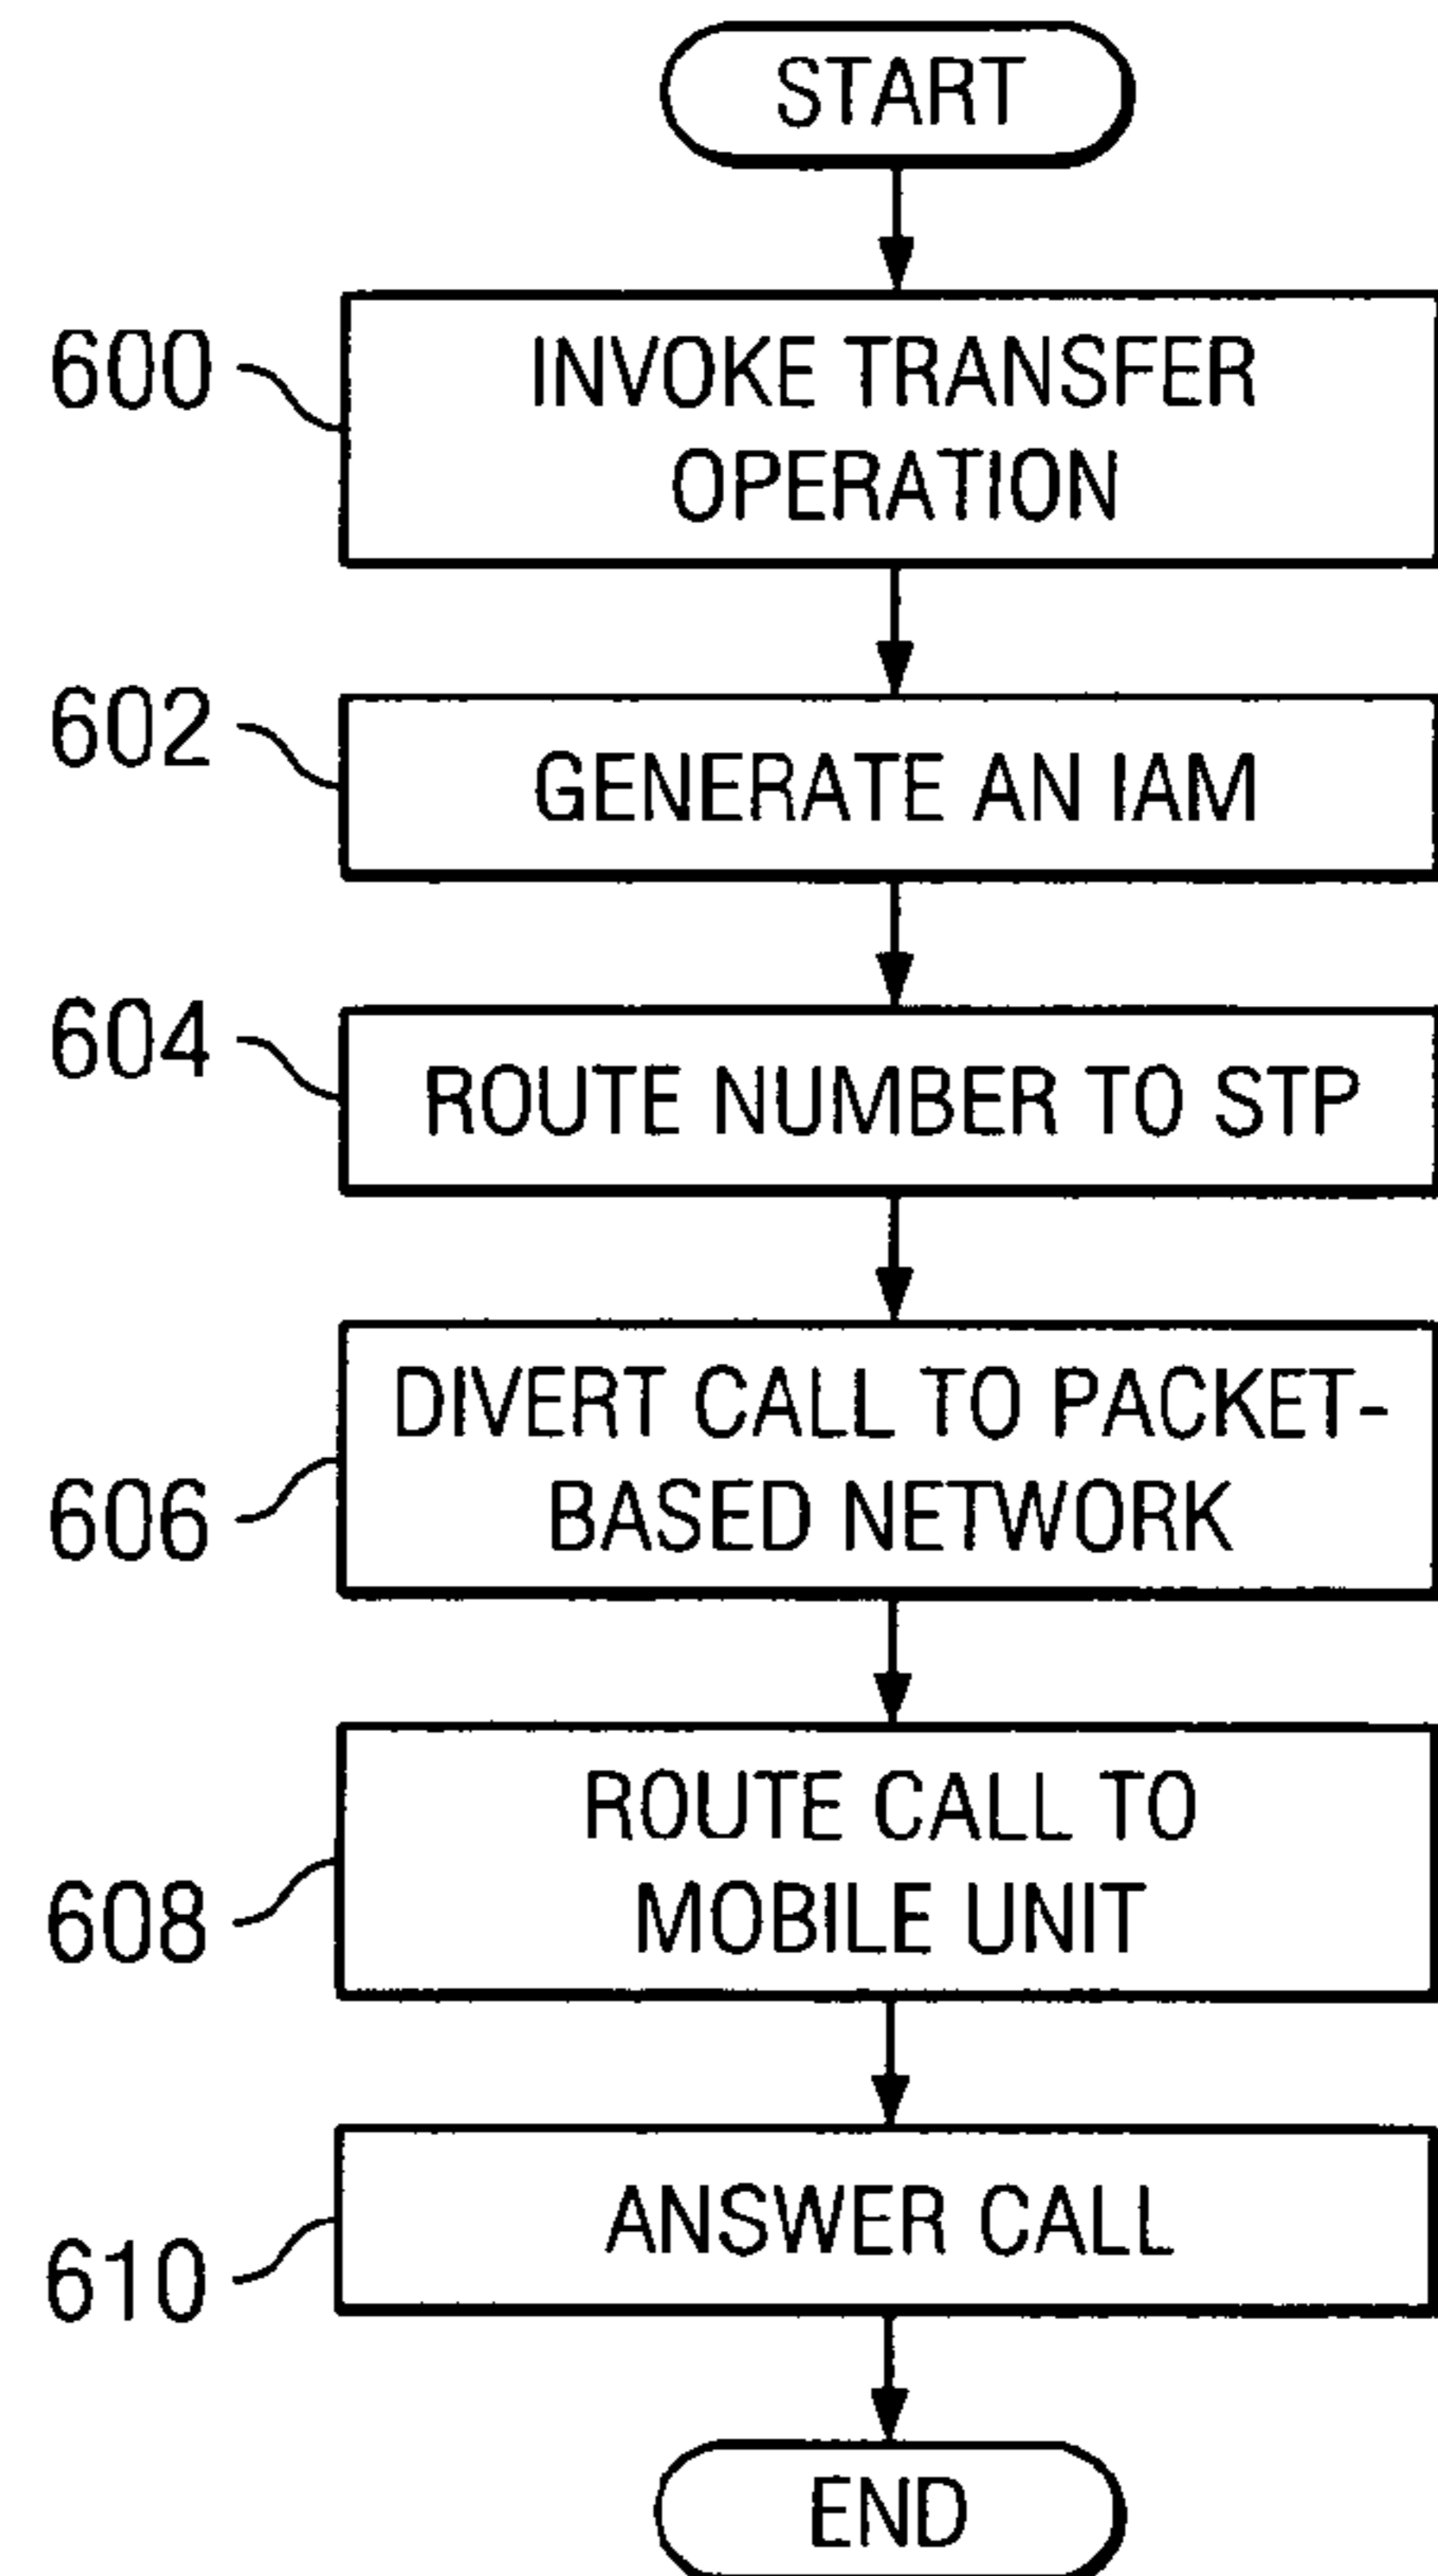 START
600
INVOKE TRANSFER
OPERATION
602
GENERATE AN IAM
604
ROUTE NUMBER TO STP
606
DIVERT CALL TO PACKET-
BASED NETWORK
608
ROUTE CALL TO
MOBILE UNIT
610
ANSWER CALL
END